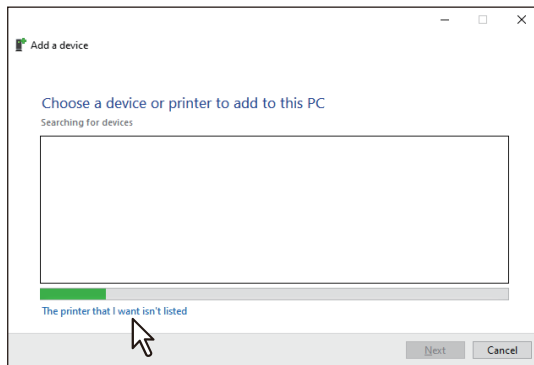 Add a device
Choose a device or printer to add to this PC
Searching for devices
The printer that I want isn't listed
Next
Cancel